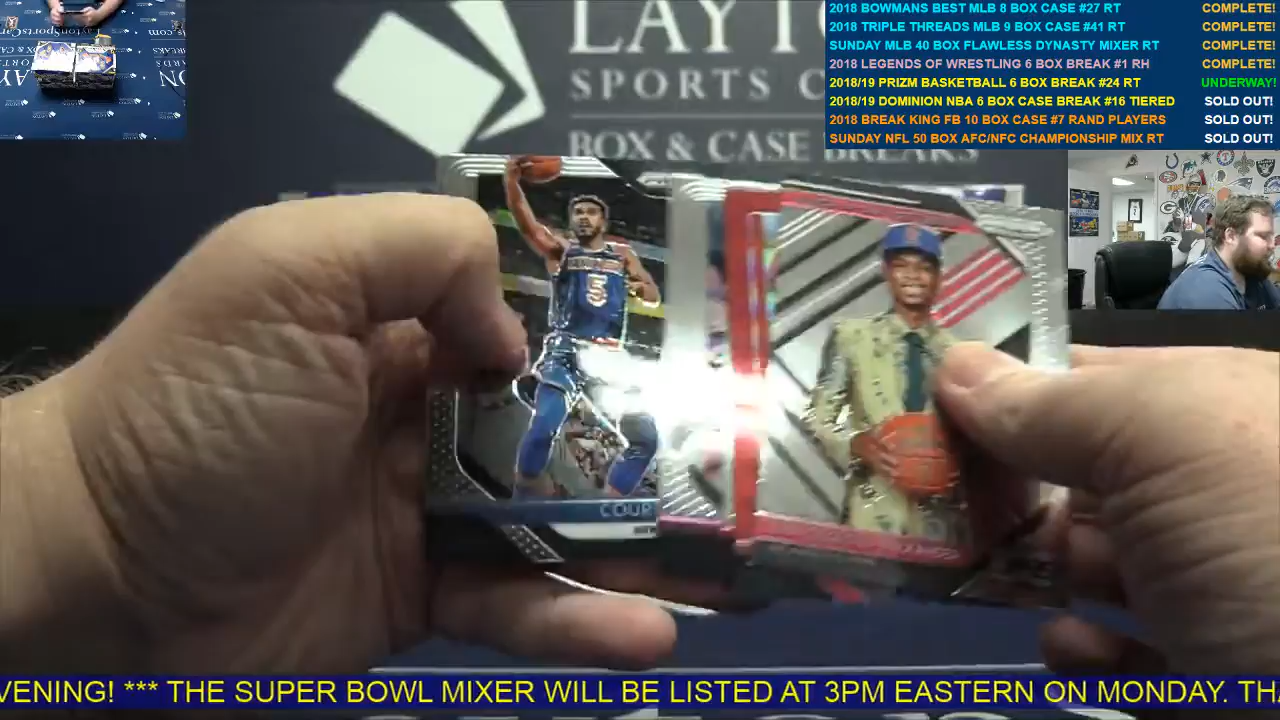 2018 BOWMANS BEST MLB 8 BOX CASE #27 RT COMPLETE!
2018 TRIPLE THREADS MLB 9 BOX CASE #41 RT COMPLETE!
SUNDAY MLB 40 BOX FLAWLESS DYNASTY MIXER RT COMPLETE!
2018 LEGENDS OF WRESTLING 6 BOX BREAK #1 RH COMPLETE!
2018/19 PRIZM BASKETBALL 6 BOX BREAK #24 RT UNDERWAY!
2018/19 DOMINION NBA 6 BOX CASE BREAK #16 TIERED SOLD OUT!
2018 BREAK KING FB 10 BOX CASE #7 RAND PLAYERS SOLD OUT!
SUNDAY NFL 50 BOX AFC/NFC CHAMPIONSHIP MIX RT SOLD OUT!
LAYTO
SPORTS C
BOX & CASE BREAKS
5
COUR
VENING! *** THE SUPER BOWL MIXER WILL BE LISTED AT 3PM EASTERN ON MONDAY. TH